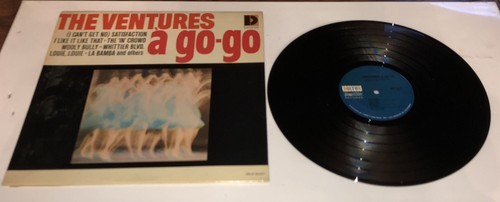 THE VENTURES
(I CAN'T GET NO) SATISFACTION
I LIKE IT LIKE THAT • THE 'IN' CROWD
WOOLY BULLY • WHITTIER BLVD.
LOUIE, LOUIE • LA BAMBA and others
a go-go
D